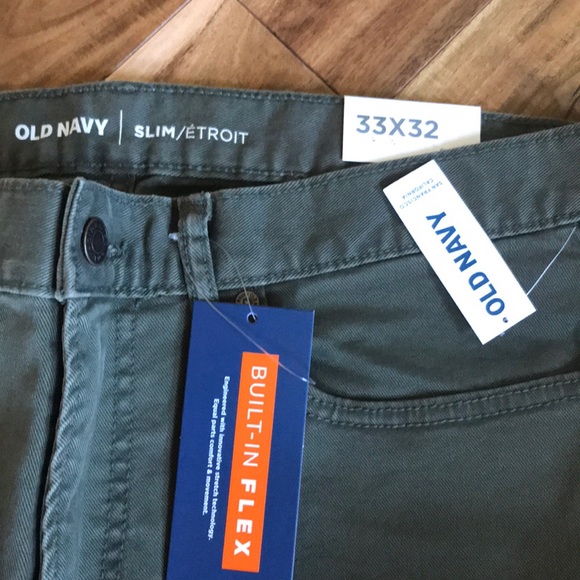 OLD NAVY | SLIM/ÉTROIT
33X32
OLD NAVY
SAN FRANCISCO
CALIFORNIA
BUILT-IN FLEX
Engineered with innovative stretch technology.
Equal parts comfort & movement.